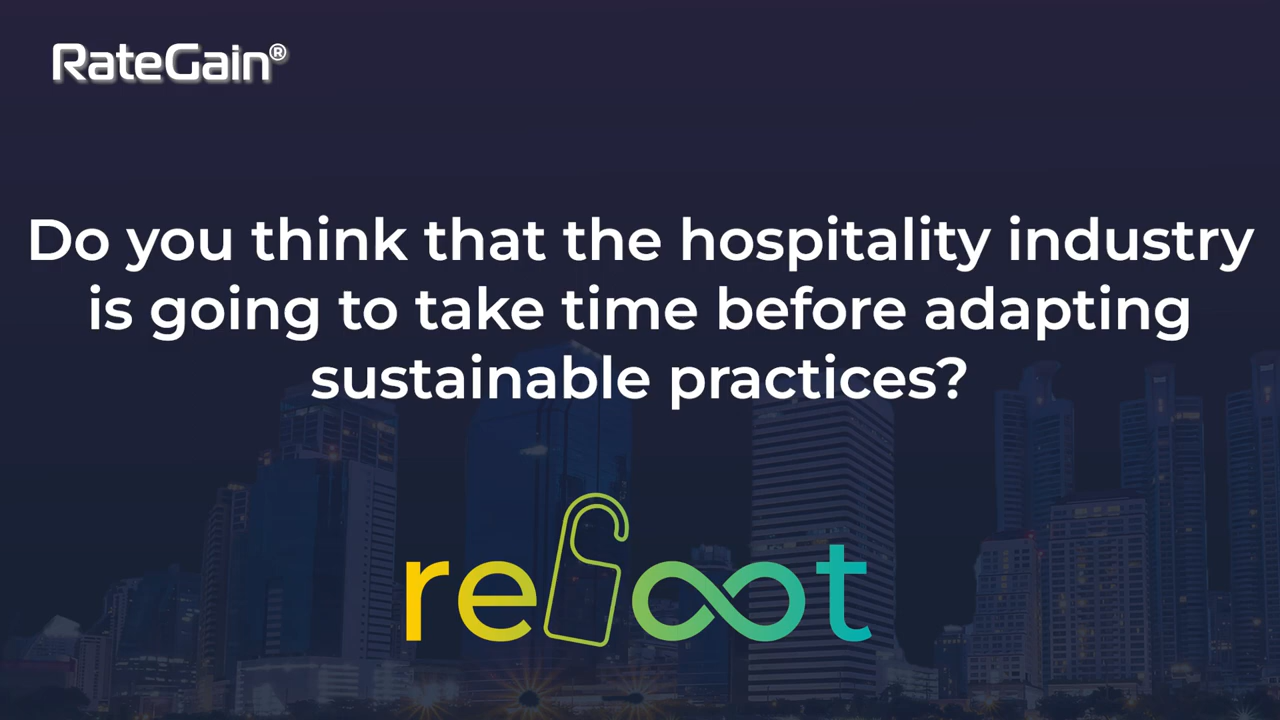 RateGain®
Do you think that the hospitality industry
is going to take time before adapting
sustainable practices?
reboot